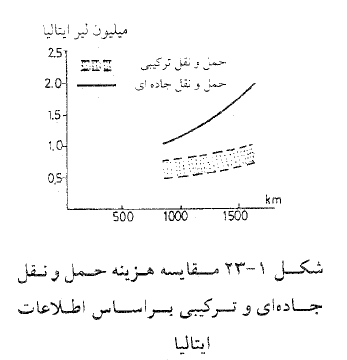 میلیون لیر ایتالیا
2.5
حمل و نقل ترکیبی
2.0
حمل و نقل جاده ای
1.5
1.0
0,5
km
500
1000
1500
شکل ۱-۲۳ مقایسه هزینه حمل و نقل
جاده‌ای و ترکیبی براساس اطلاعات
ایتالیا